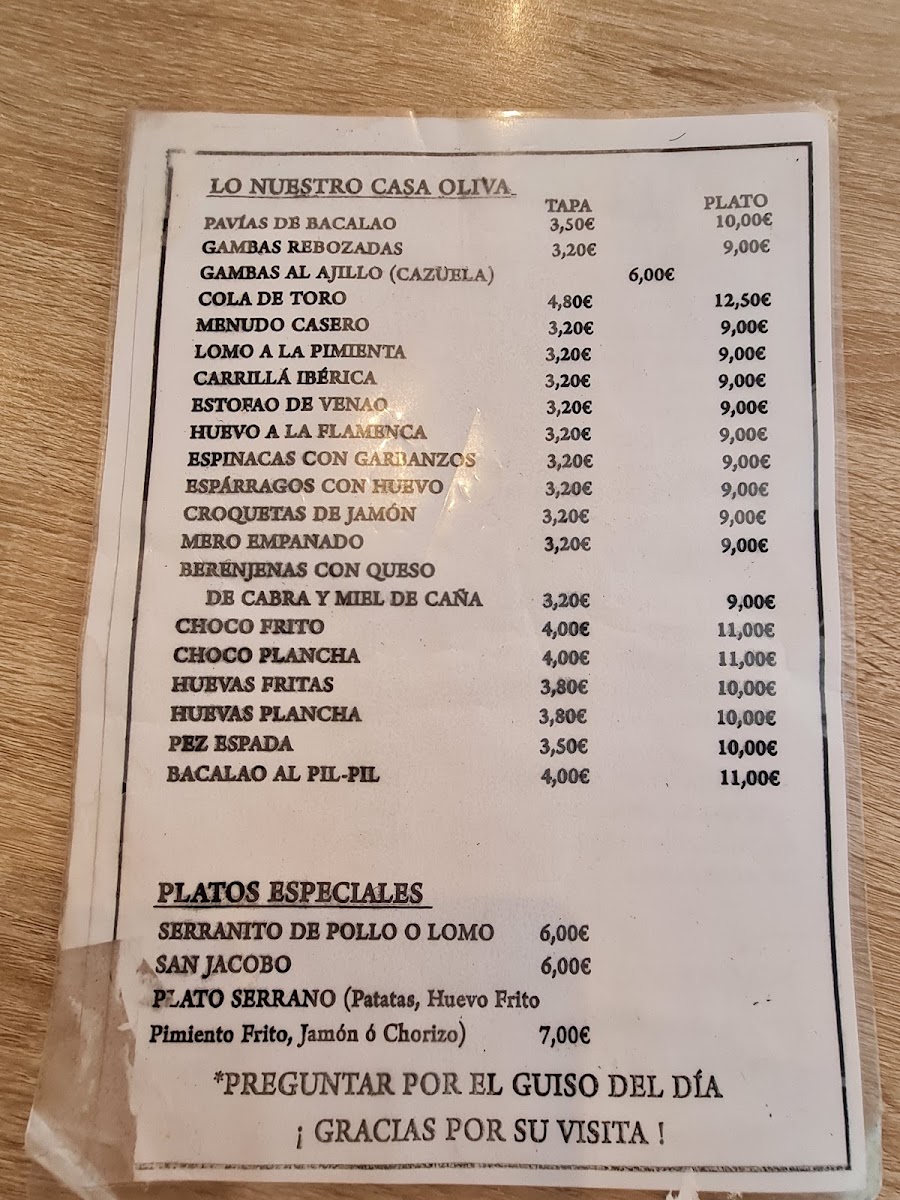 LO NUESTRO CASA OLIVA
TAPA PLATO
PAVÍAS DE BACALAO 3,50€ 10,00€
GAMBAS REBOZADAS 3,20€ 9,00€
GAMBAS AL AJILLO (CAZUELA) 6,00€
COLA DE TORO 4,80€ 12,50€
MENUDO CASERO 3,20€ 9,00€
LOMO A LA PIMIENTA 3,20€ 9,00€
CARRILLÁ IBÉRICA 3,20€ 9,00€
ESTOFAO DE VENAO 3,20€ 9,00€
HUEVO A LA FLAMENCA 3,20€ 9,00€
ESPINACAS CON GARBANZOS 3,20€ 9,00€
ESPÁRRAGOS CON HUEVO 3,20€ 9,00€
CROQUETAS DE JAMÓN 3,20€ 9,00€
MERO EMPANADO 3,20€ 9,00€
BERENJENAS CON QUESO
DE CABRA Y MIEL DE CAÑA 3,20€ 9,00€
CHOCO FRITO 4,00€ 11,00€
CHOCO PLANCHA 4,00€ 11,00€
HUEVAS FRITAS 3,80€ 10,00€
HUEVAS PLANCHA 3,80€ 10,00€
PEZ ESPADA 3,50€ 10,00€
BACALAO AL PIL-PIL 4,00€ 11,00€
PLATOS ESPECIALES
SERRANITO DE POLLO O LOMO 6,00€
SAN JACOBO 6,00€
PLATO SERRANO (Patatas, Huevo Frito
Pimiento Frito, Jamón ó Chorizo) 7,00€
*PREGUNTAR POR EL GUISO DEL DÍA
¡ GRACIAS POR SU VISITA !